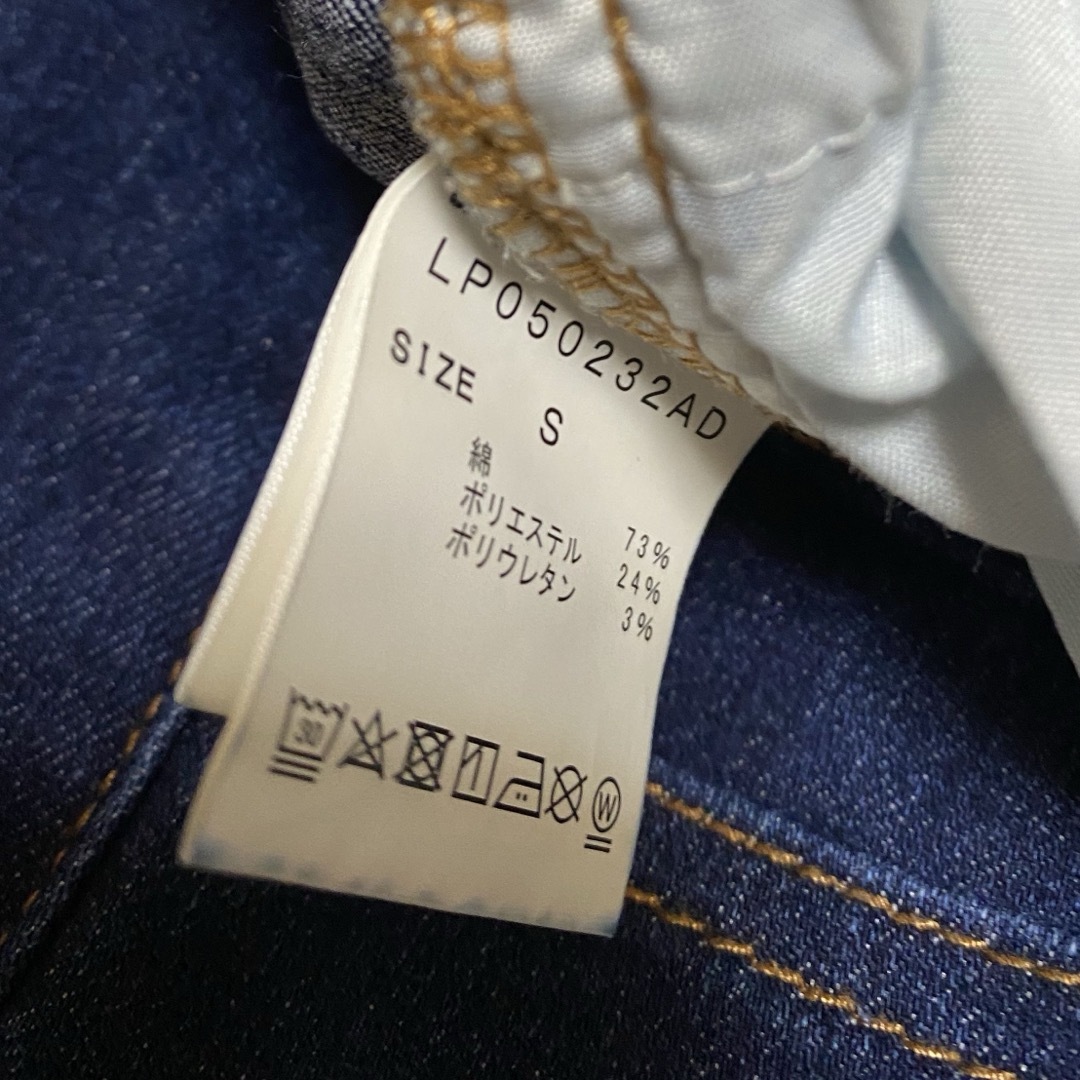 LP050232AD
SIZE S
綿 73%
ポリエステル 24%
ポリウレタン 3%
30
W